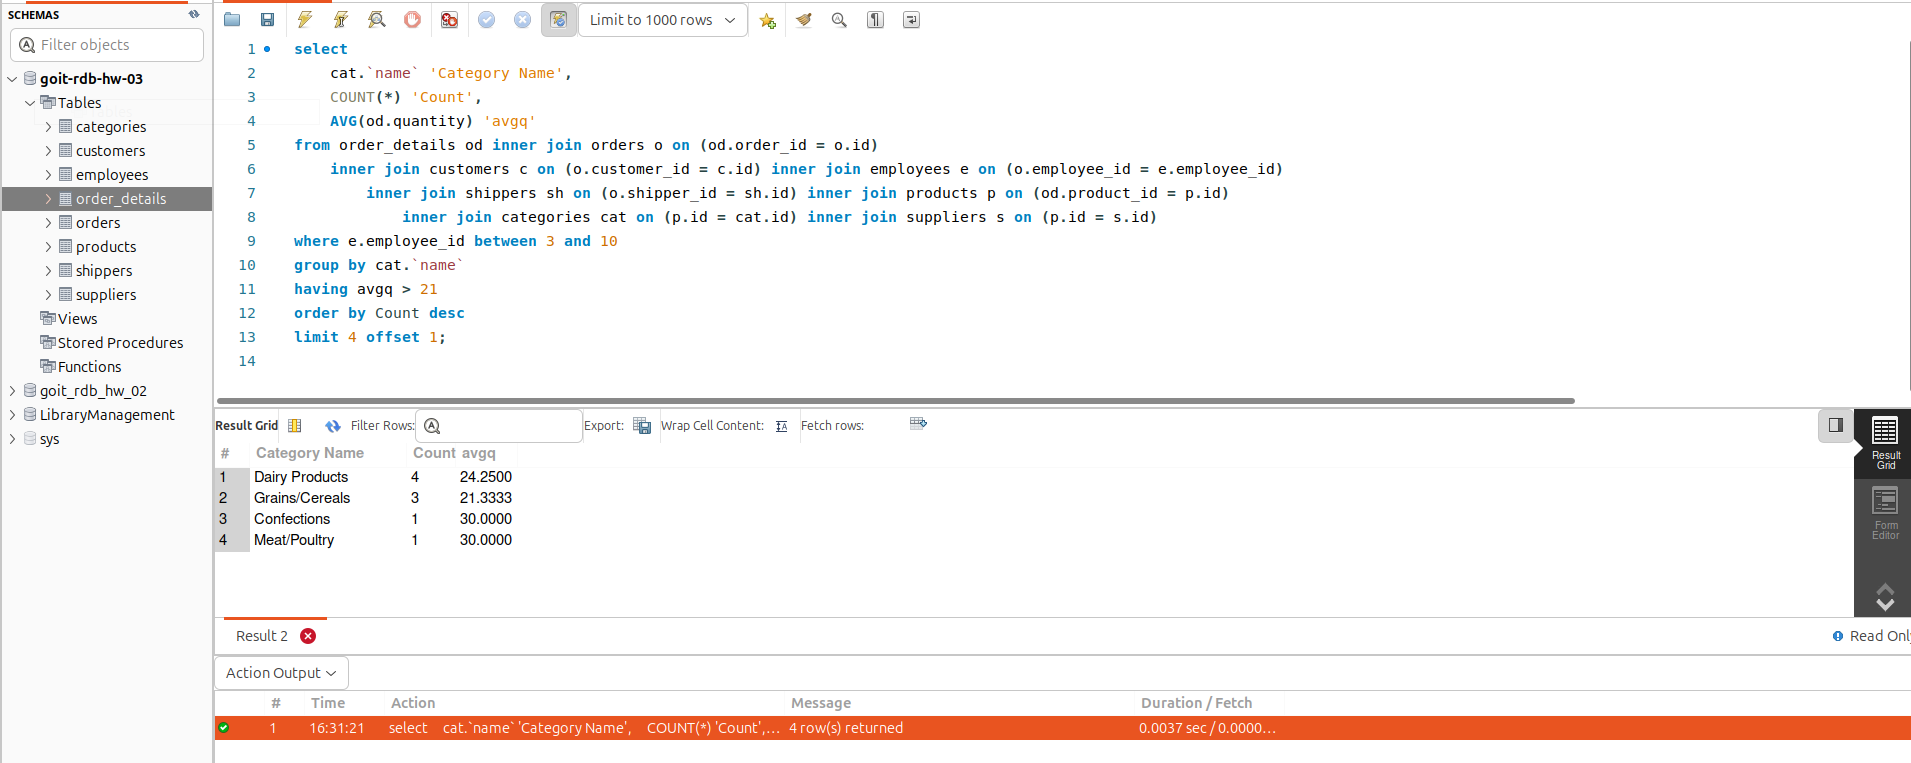 SCHEMAS
Filter objects
goit-rdb-hw-03
Tables
categories
customers
employees
order_details
orders
products
shippers
suppliers
Views
Stored Procedures
Functions
goit_rdb_hw_02
LibraryManagement
sys
Limit to 1000 rows
1 select
2 cat.`name` 'Category Name',
3 COUNT(*) 'Count',
4 AVG(od.quantity) 'avgq'
5 from order_details od inner join orders o on (od.order_id = o.id)
6 inner join customers c on (o.customer_id = c.id) inner join employees e on (o.employee_id = e.employee_id)
7 inner join shippers sh on (o.shipper_id = sh.id) inner join products p on (od.product_id = p.id)
8 inner join categories cat on (p.id = cat.id) inner join suppliers s on (p.id = s.id)
9 where e.employee_id between 3 and 10
10 group by cat.`name`
11 having avgq > 21
12 order by Count desc
13 limit 4 offset 1;
14
Result Grid Filter Rows: Export: Wrap Cell Content: Fetch rows:
# Category Name Count avgq
1 Dairy Products 4 24.2500
2 Grains/Cereals 3 21.3333
3 Confections 1 30.0000
4 Meat/Poultry 1 30.0000
Result
Grid
Form
Editor
Result 2
Read Only
Action Output
# Time Action Message Duration / Fetch
1 16:31:21 select cat.`name` 'Category Name', COUNT(*) 'Count',... 4 row(s) returned 0.0037 sec / 0.0000...